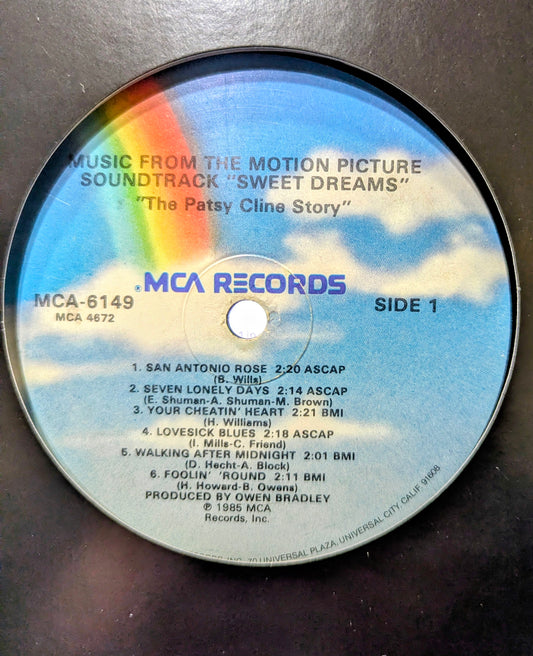 MUSIC FROM THE MOTION PICTURE
SOUNDTRACK "SWEET DREAMS"
"The Patsy Cline Story"
MCA RECORDS
MCA-6149
MCA 4672
SIDE 1
1. SAN ANTONIO ROSE 2:20 ASCAP
(B. Wills)
2. SEVEN LONELY DAYS 2:14 ASCAP
(E. Shuman-A. Shuman-M. Brown)
3. YOUR CHEATIN' HEART 2:21 BMI
(H. Williams)
4. LOVESICK BLUES 2:18 ASCAP
(I. Mills-C. Friend)
5. WALKING AFTER MIDNIGHT 2:01 BMI
(D. Hecht-A. Block)
6. FOOLIN' 'ROUND 2:11 BMI
(H. Howard-B. Owens)
PRODUCED BY OWEN BRADLEY
℗ 1985 MCA
Records, Inc.
INC., 70 UNIVERSAL PLAZA, UNIVERSAL CITY, CALIF. 91608